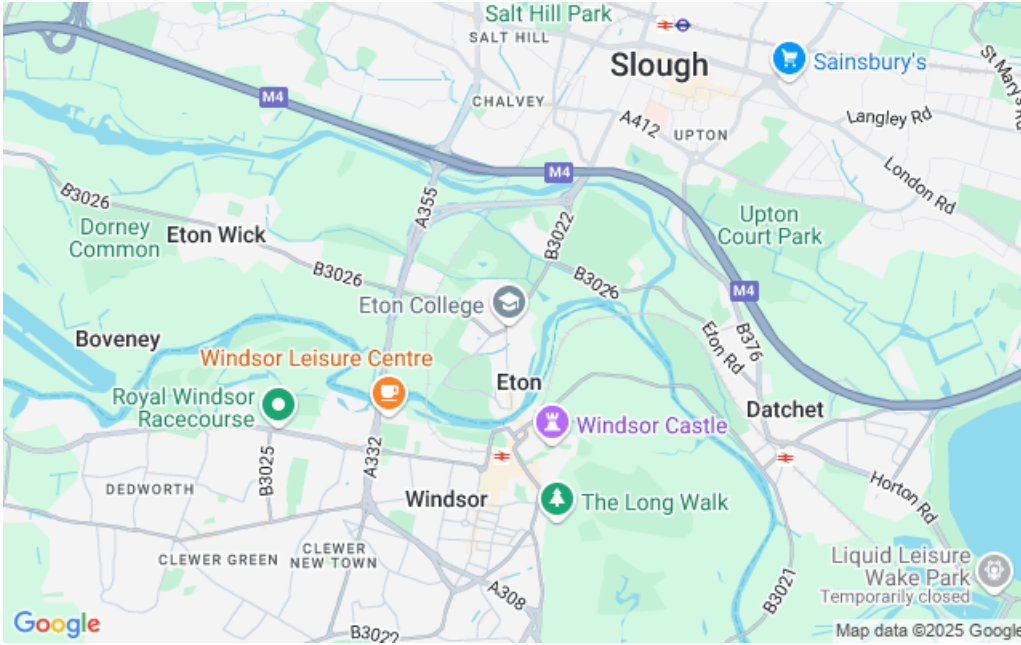 Salt Hill Park
SALT HILL
Slough
Sainsbury's
St Mary's Rd
M4
CHALVEY
A412
UPTON
Langley Rd
M4
London Rd
B3026
A355
Dorney
Common
Eton Wick
B3022
Upton
Court Park
B3026
B3026
M4
Eton College
Boveney
Eton Rd
B376
Windsor Leisure Centre
Royal Windsor
Racecourse
Eton
Datchet
Windsor Castle
A332
B3025
DEDWORTH
Windsor
The Long Walk
Horton Rd
CLEWER GREEN
CLEWER
NEW TOWN
Liquid Leisure
Wake Park
Temporarily closed
A308
B3021
Google
B3022
Map data ©2025 Google